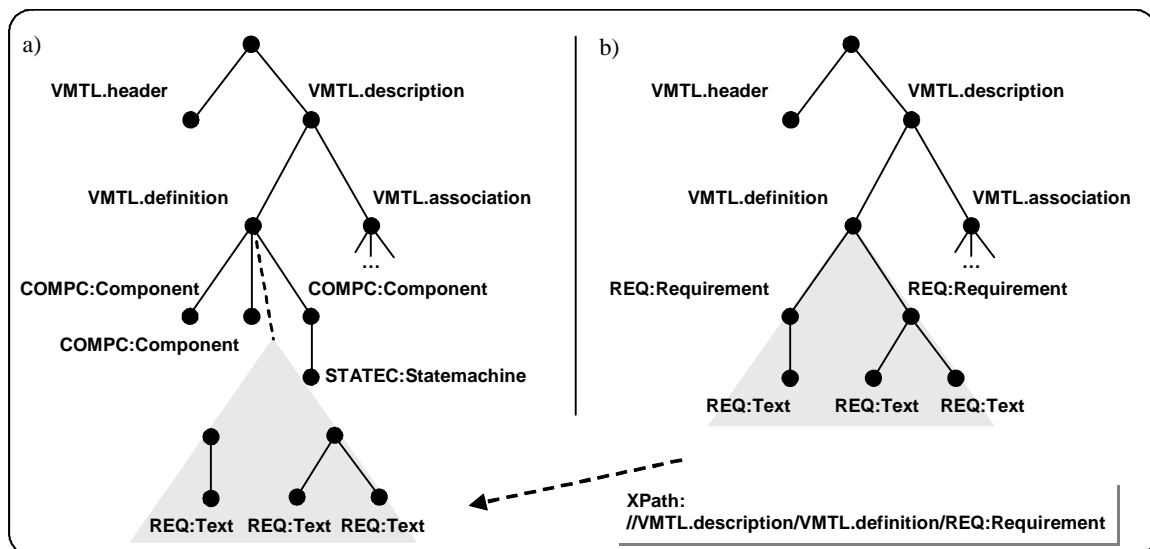 a)
VMTL.header
VMTL.description
VMTL.definition
VMTL.association
...
COMPC:Component
COMPC:Component
COMPC:Component
STATEC:Statemachine
REQ:Text
REQ:Text
REQ:Text
b)
VMTL.header
VMTL.description
VMTL.definition
VMTL.association
...
REQ:Requirement
REQ:Requirement
REQ:Text
REQ:Text
REQ:Text
XPath:
//VMTL.description/VMTL.definition/REQ:Requirement